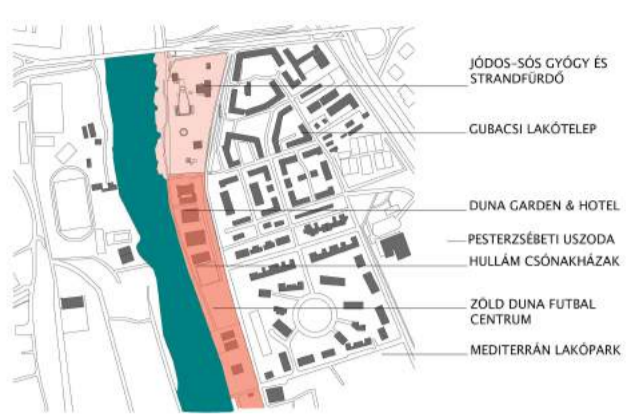 JÓDOS-SÓS GYÓGY ÉS
STRANDFÜRDŐ
GUBACSI LAKÓTELEP
DUNA GARDEN & HOTEL
PESTERZSÉBETI USZODA
HULLÁM CSÓNAKHÁZAK
ZÖLD DUNA FUTBAL
CENTRUM
MEDITERRÁN LAKÓPARK